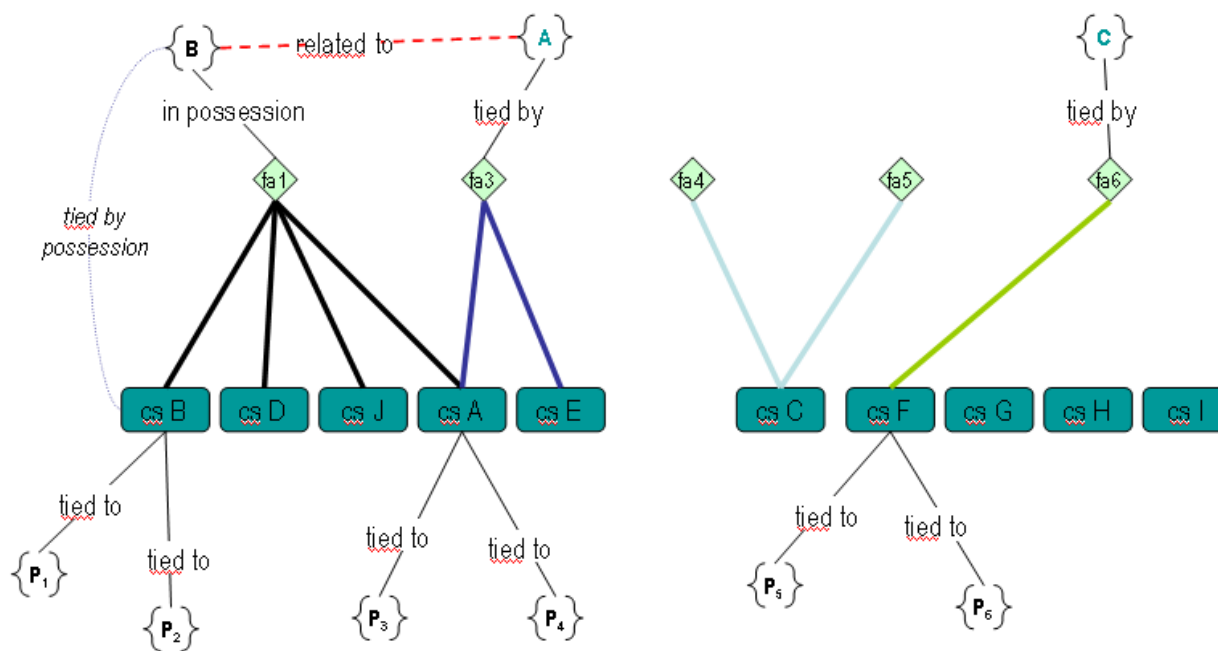 {B} related to {A} {C}
in possession tied by tied by
fa1 fa3 fa4 fa5 fa6
tied by
possession
cs B cs D cs J cs A cs E cs C cs F cs G cs H cs I
tied to tied to tied to tied to tied to tied to
{P₁} {P₂} {P₃} {P₄} {P₅} {P₆}